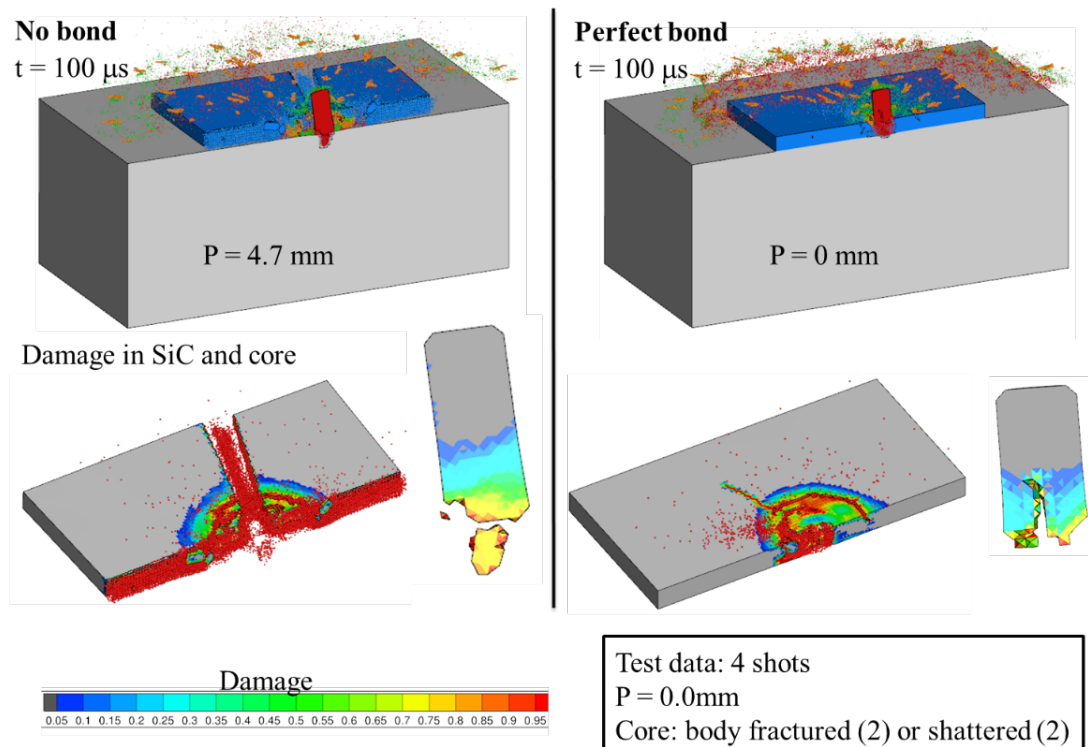 No bond
t = 100 μs
P = 4.7 mm
Perfect bond
t = 100 μs
P = 0 mm
Damage in SiC and core
Damage
0.05 0.1 0.15 0.2 0.25 0.3 0.35 0.4 0.45 0.5 0.55 0.6 0.65 0.7 0.75 0.8 0.85 0.9 0.95
Test data: 4 shots
P = 0.0mm
Core: body fractured (2) or shattered (2)